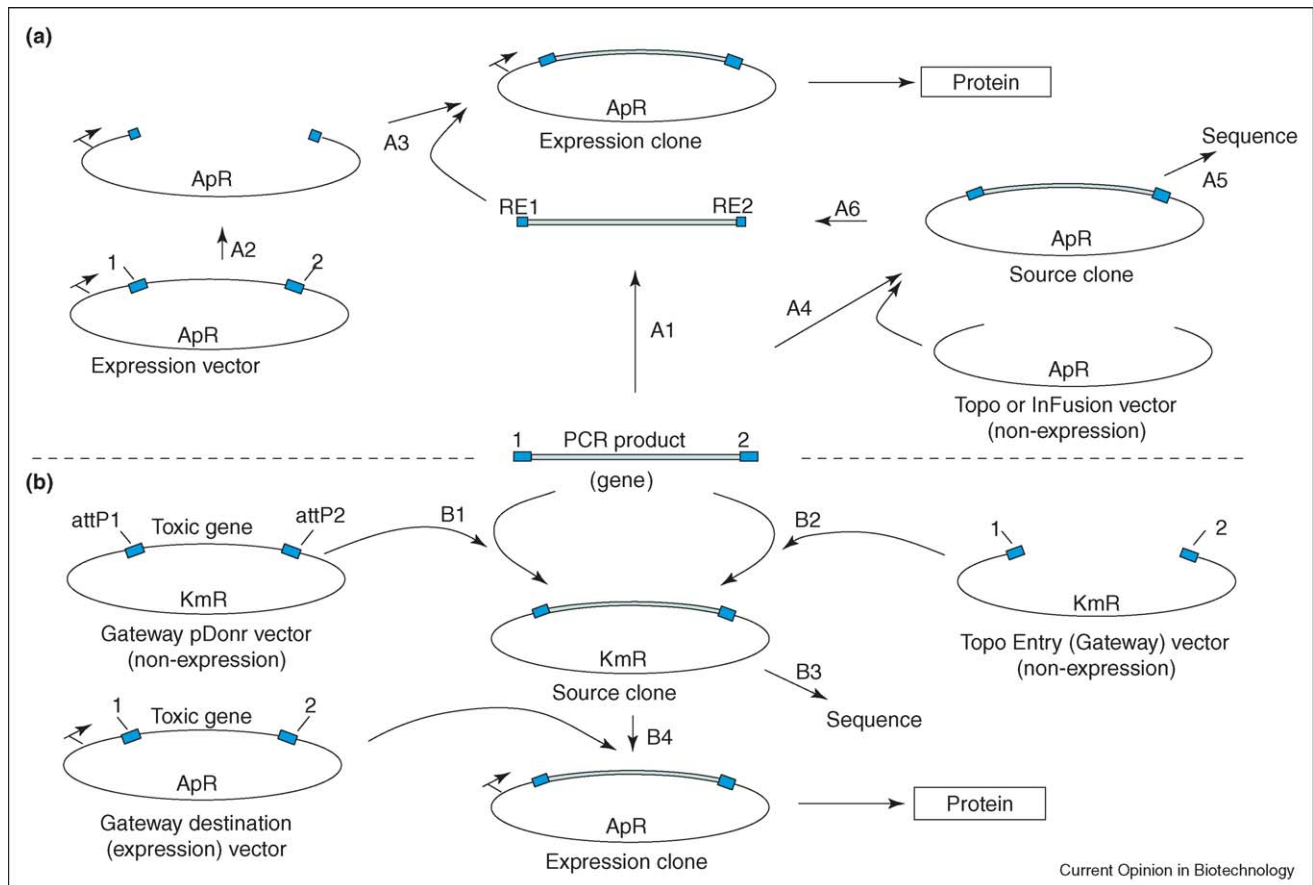 (a)
ApR
Expression clone
Protein
ApR
A3
Sequence
A5
RE1
RE2
A6
ApR
Source clone
A2
1
2
ApR
Expression vector
A1
A4
ApR
Topo or InFusion vector
(non-expression)
1
PCR product
2
(gene)
(b)
attP1
Toxic gene
attP2
B1
KmR
Gateway pDonr vector
(non-expression)
B2
1
2
KmR
Topo Entry (Gateway) vector
(non-expression)
KmR
Source clone
B3
Sequence
1
Toxic gene
2
ApR
Gateway destination
(expression) vector
B4
ApR
Expression clone
Protein
Current Opinion in Biotechnology